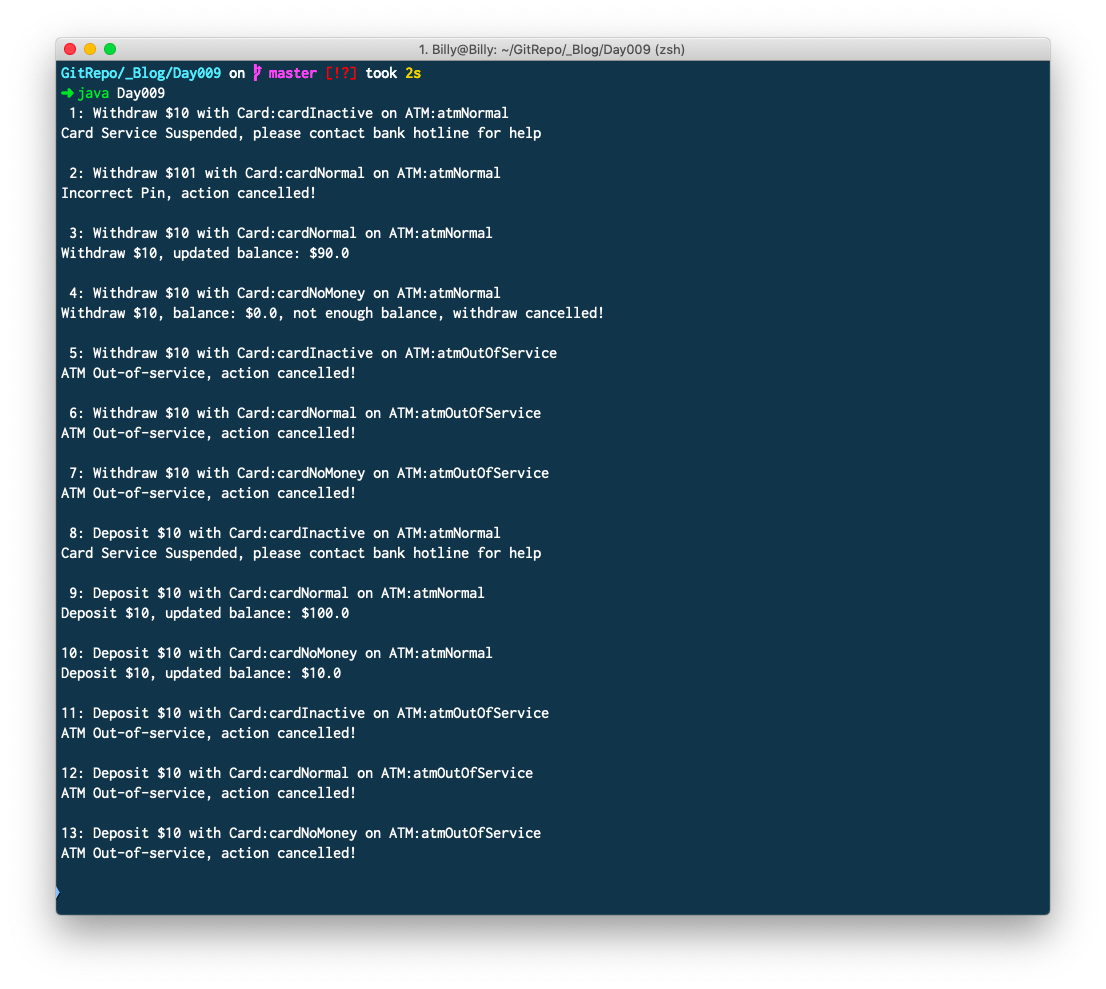 1. Billy@Billy: ~/GitRepo/_Blog/Day009 (zsh)
GitRepo/_Blog/Day009 on master [!?] took 2s
➜ java Day009
1: Withdraw $10 with Card:cardInactive on ATM:atmNormal
Card Service Suspended, please contact bank hotline for help
2: Withdraw $101 with Card:cardNormal on ATM:atmNormal
Incorrect Pin, action cancelled!
3: Withdraw $10 with Card:cardNormal on ATM:atmNormal
Withdraw $10, updated balance: $90.0
4: Withdraw $10 with Card:cardNoMoney on ATM:atmNormal
Withdraw $10, balance: $0.0, not enough balance, withdraw cancelled!
5: Withdraw $10 with Card:cardInactive on ATM:atmOutOfService
ATM Out-of-service, action cancelled!
6: Withdraw $10 with Card:cardNormal on ATM:atmOutOfService
ATM Out-of-service, action cancelled!
7: Withdraw $10 with Card:cardNoMoney on ATM:atmOutOfService
ATM Out-of-service, action cancelled!
8: Deposit $10 with Card:cardInactive on ATM:atmNormal
Card Service Suspended, please contact bank hotline for help
9: Deposit $10 with Card:cardNormal on ATM:atmNormal
Deposit $10, updated balance: $100.0
10: Deposit $10 with Card:cardNoMoney on ATM:atmNormal
Deposit $10, updated balance: $10.0
11: Deposit $10 with Card:cardInactive on ATM:atmOutOfService
ATM Out-of-service, action cancelled!
12: Deposit $10 with Card:cardNormal on ATM:atmOutOfService
ATM Out-of-service, action cancelled!
13: Deposit $10 with Card:cardNoMoney on ATM:atmOutOfService
ATM Out-of-service, action cancelled!